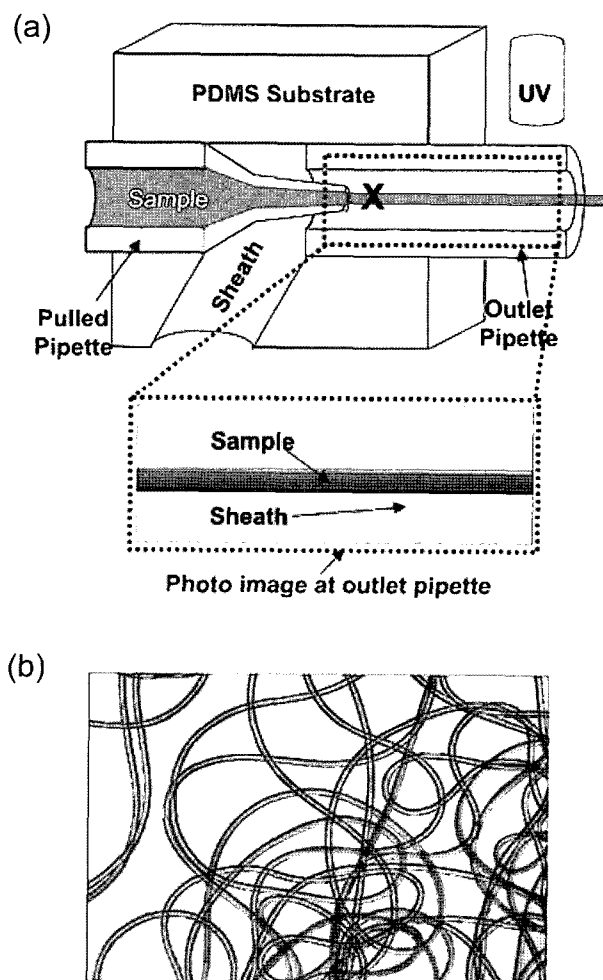 (a)
PDMS Substrate
UV
Sample
X
Sheath
Pulled
Pipette
Outlet
Pipette
Sample
Sheath
Photo image at outlet pipette
(b)